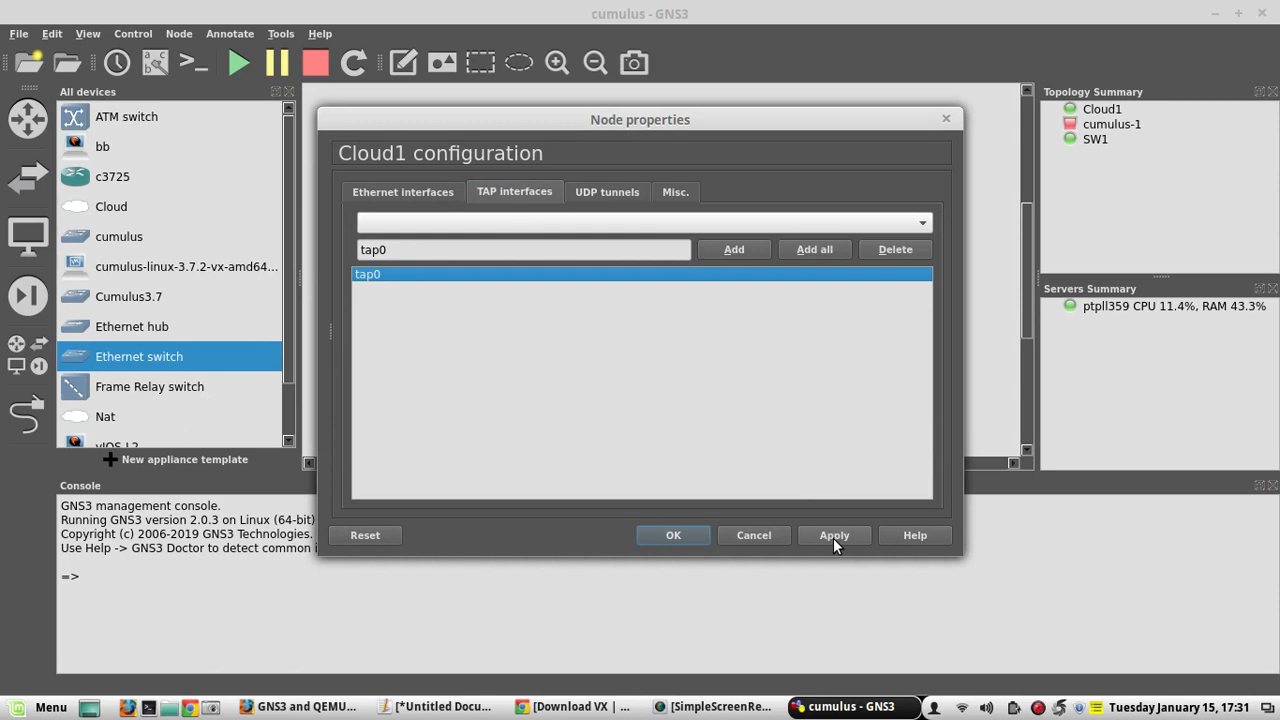 cumulus - GNS3
File Edit View Control Node Annotate Tools Help
All devices
ATM switch
bb
c3725
Cloud
cumulus
cumulus-linux-3.7.2-vx-amd64...
Cumulus3.7
Ethernet hub
Ethernet switch
Frame Relay switch
Nat
vIOS-L2
New appliance template
Node properties
Cloud1 configuration
Ethernet interfaces TAP interfaces UDP tunnels Misc.
tap0 Add Add all Delete
tap0
Reset OK Cancel Apply Help
Topology Summary
Cloud1
cumulus-1
SW1
Servers Summary
ptpll359 CPU 11.4%, RAM 43.3%
Console
GNS3 management console.
Running GNS3 version 2.0.3 on Linux (64-bit)
Copyright (c) 2006-2019 GNS3 Technologies.
Use Help -> GNS3 Doctor to detect common i
=>
Menu GNS3 and QEMU... [*Untitled Docu... [Download VX | ... [SimpleScreenRe... cumulus - GNS3 Tuesday January 15, 17:31